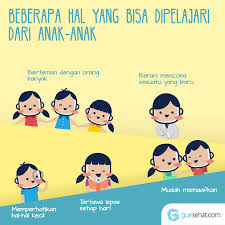 BEBERAPA HAL YANG BISA DIPELAJARI
DARI ANAK-ANAK
Berteman dengan orang
banyak
Berani mencoba
sesuatu yang baru
Memperhatikan
hal-hal kecil
Tertawa lepas
setiap hari
Mudah memaafkan
guesehat.com